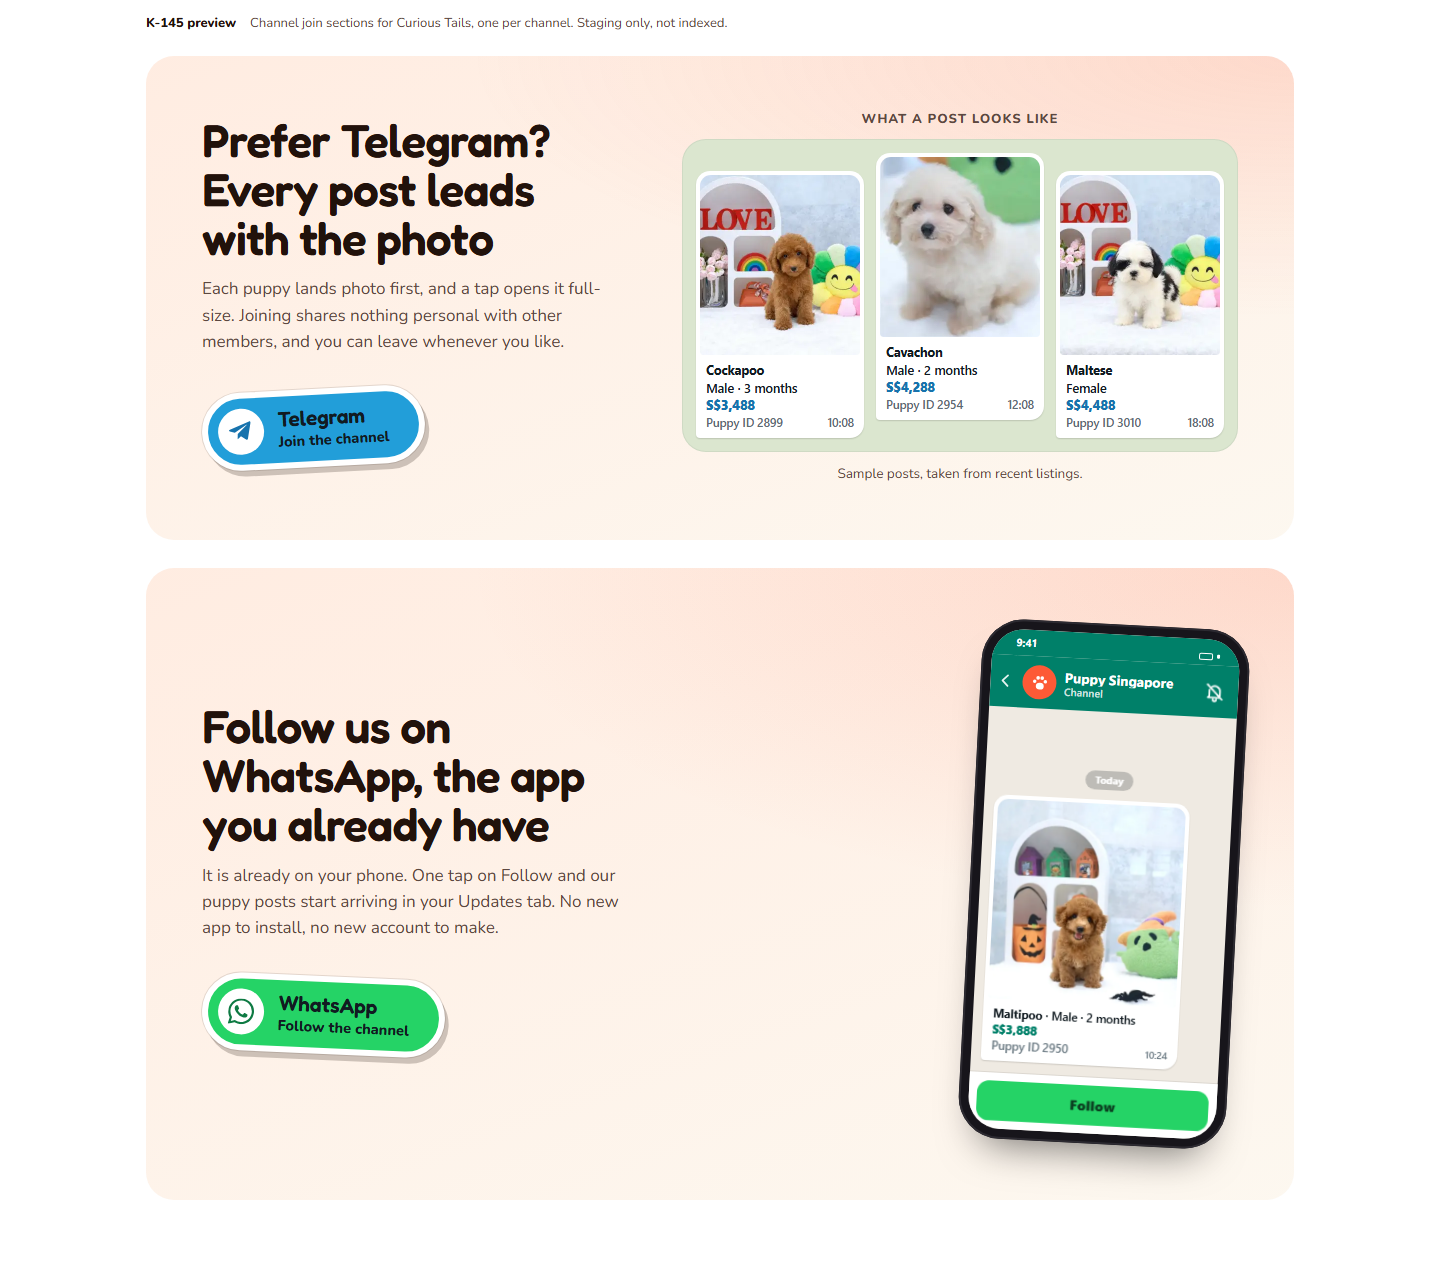 K-145 preview Channel join sections for Curious Tails, one per channel. Staging only, not indexed.
Prefer Telegram?
Every post leads
with the photo
Each puppy lands photo first, and a tap opens it full-
size. Joining shares nothing personal with other
members, and you can leave whenever you like.
Telegram
Join the channel
WHAT A POST LOOKS LIKE
LOVE
Cockapoo
Male · 3 months
S$3,488
Puppy ID 2899 10:08
Cavachon
Male · 2 months
S$4,288
Puppy ID 2954 12:08
LOVE
Maltese
Female
S$4,488
Puppy ID 3010 18:08
Sample posts, taken from recent listings.
Follow us on
WhatsApp, the app
you already have
It is already on your phone. One tap on Follow and our
puppy posts start arriving in your Updates tab. No new
app to install, no new account to make.
WhatsApp
Follow the channel
9:41
Puppy Singapore
Channel
Today
Maltipoo · Male · 2 months
S$3,888
Puppy ID 2950 10:24
Follow